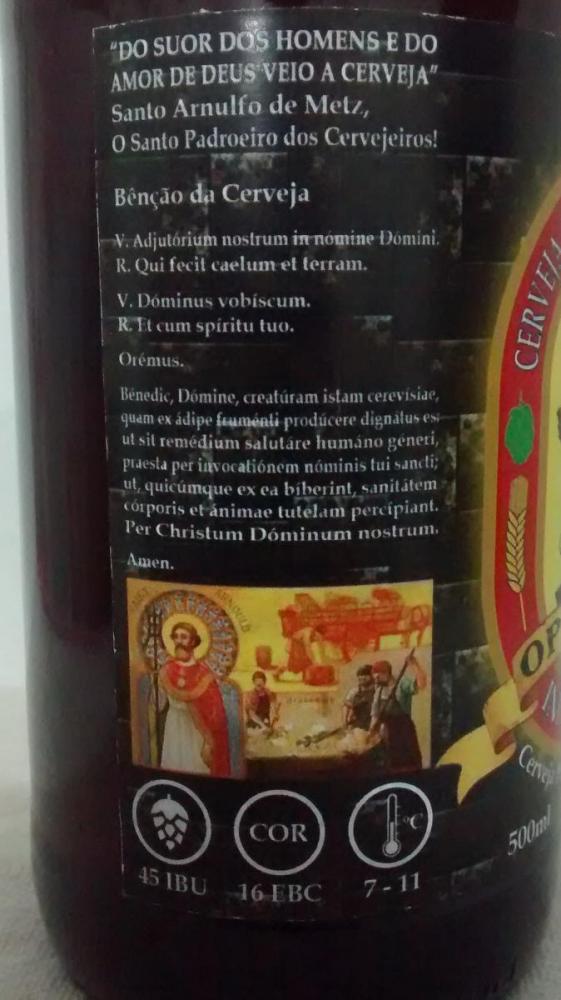 "DO SUOR DOS HOMENS E DO
AMOR DE DEUS VEIO A CERVEJA"
Santo Arnulfo de Metz,
O Santo Padroeiro dos Cervejeiros!
Bênção da Cerveja
V. Adjutórium nostrum in nómine Dómini.
R. Qui fecit caelum et terram.
V. Dóminus vobíscum.
R. Et cum spíritu tuo.
Orémus.
Bénedic, Dómine, creatúram istam cerevísiae,
quam ex ádipe fruménti prodúcere dignátus es:
ut sit remédium salutáre humáno géneri,
praesta per invocatiónem nóminis tui sancti;
ut, quicúmque ex ea bíberint, sanitátem
córporis et ánimae tutelam percípiant.
Per Christum Dóminum nostrum.
Amen.
ARNOLD
COR
°C
45 IBU 16 EBC 7 - 11
CERVEJA
500ml